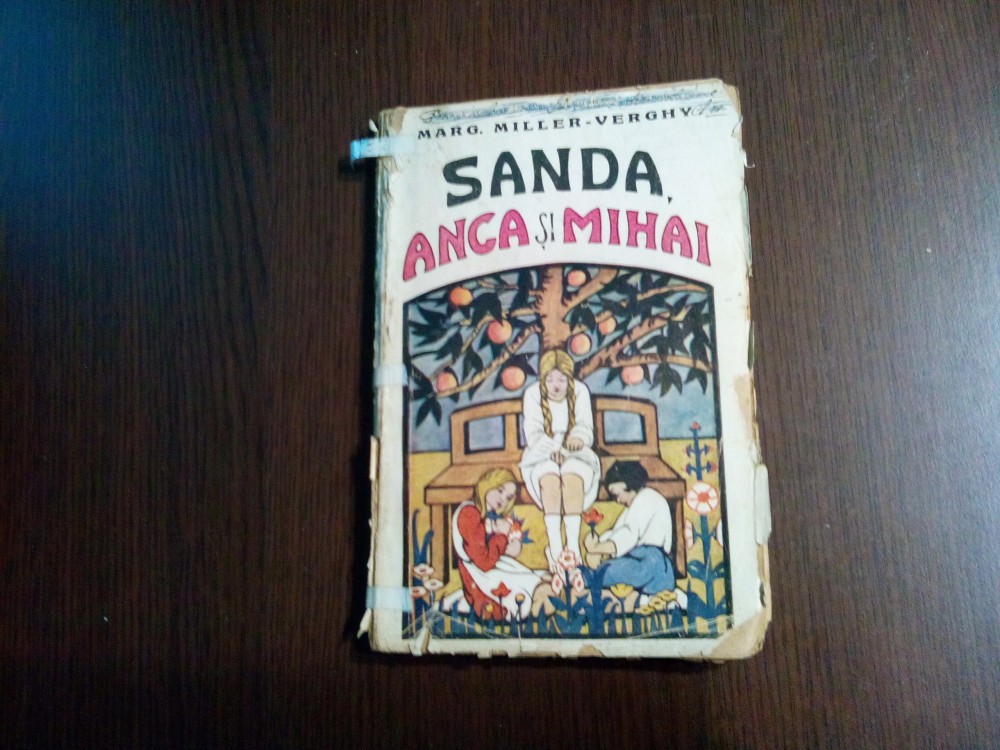 MARG. MILLER-VERGHY
SANDA,
ANCA ȘI MIHAI